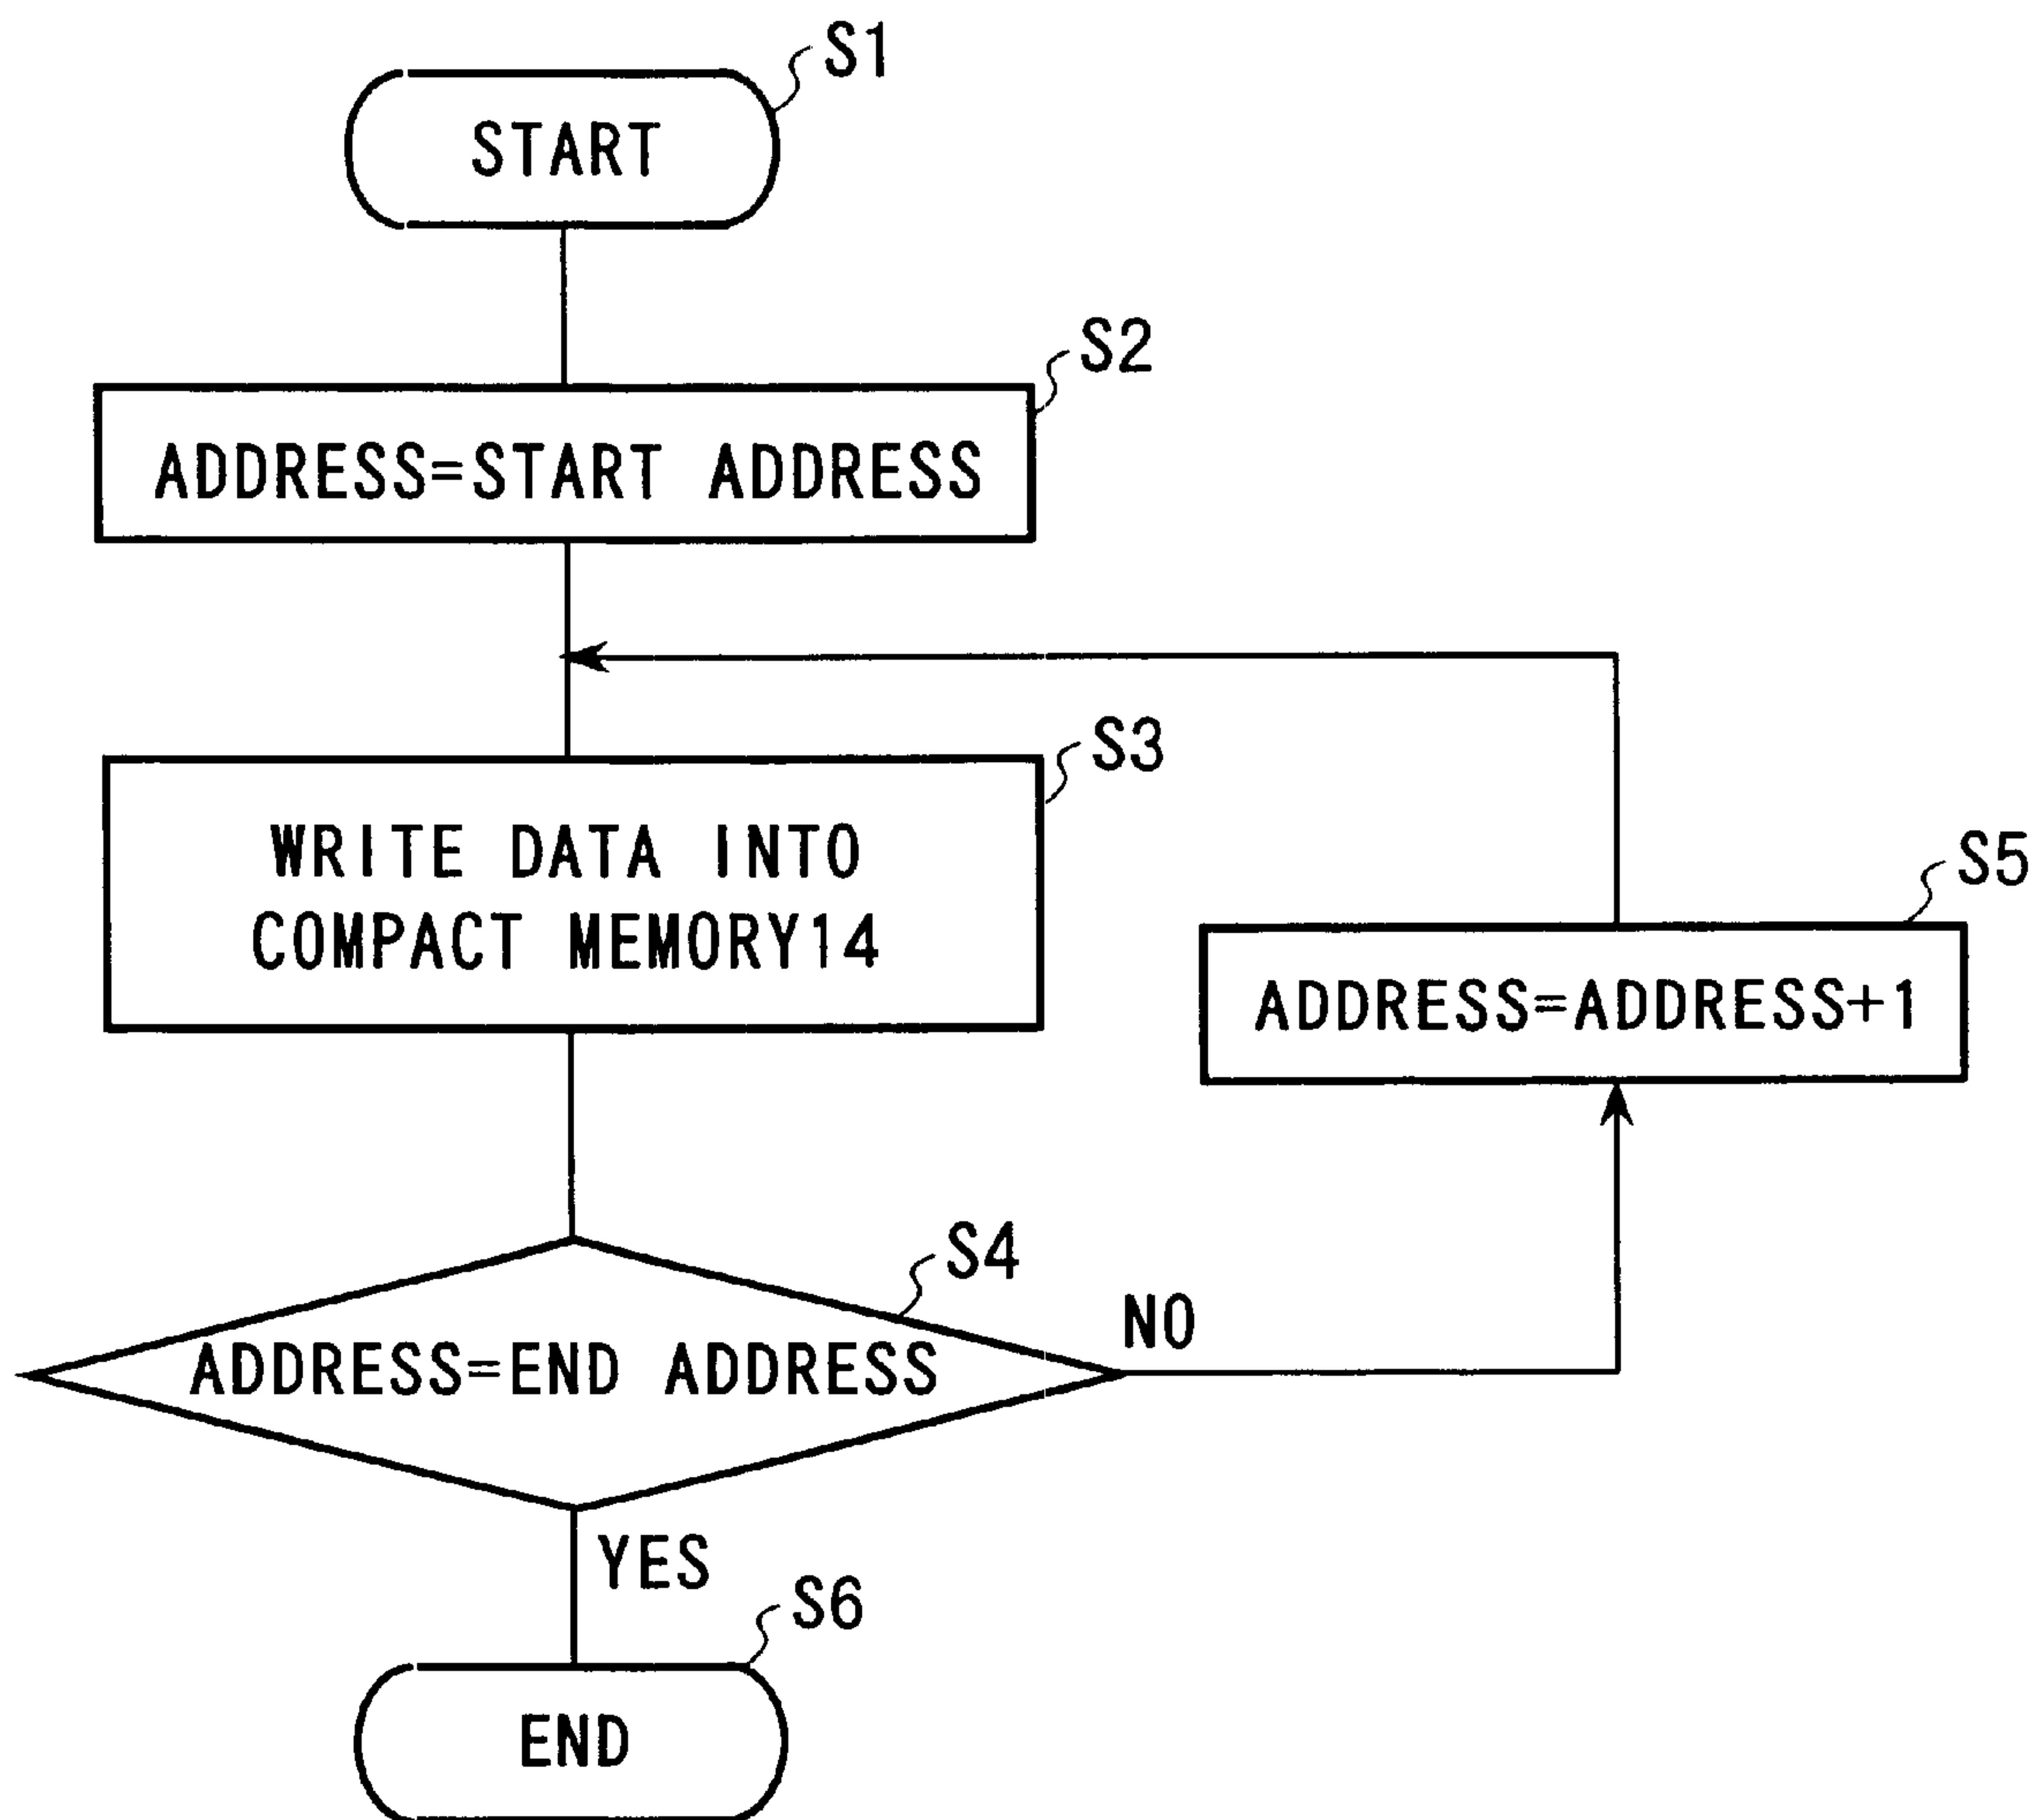 S1
START
S2
ADDRESS=START ADDRESS
S3
WRITE DATA INTO
COMPACT MEMORY14
S5
ADDRESS=ADDRESS+1
S4
NO
ADDRESS=END ADDRESS
YES
S6
END